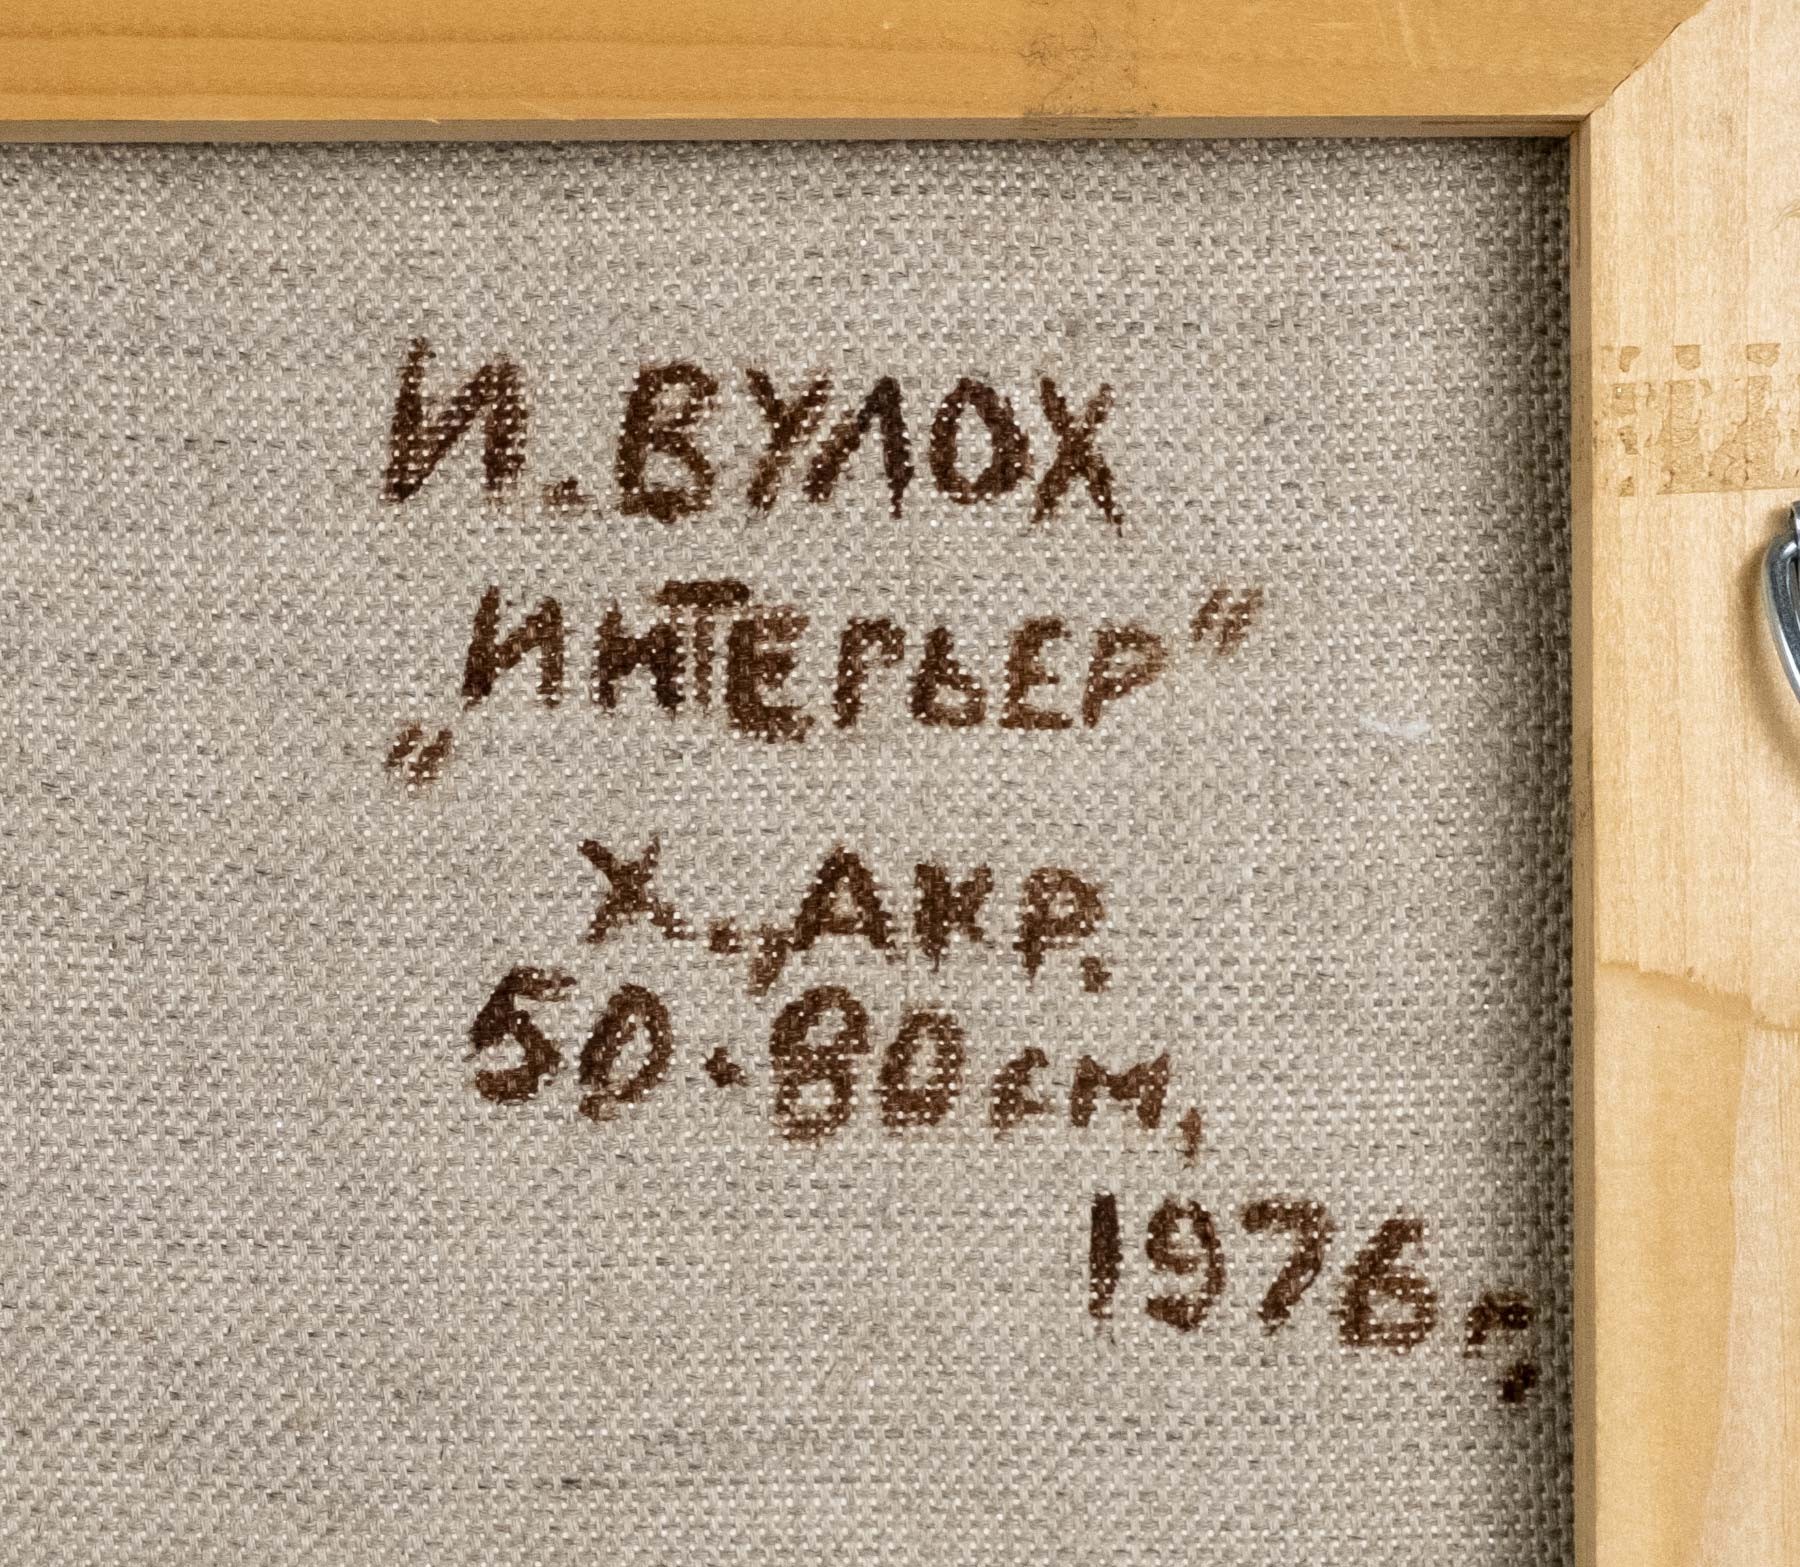 И. ВУЛОХ
„ИНТЕРЬЕР“
Х., АКР.
50·80см,
1976г.